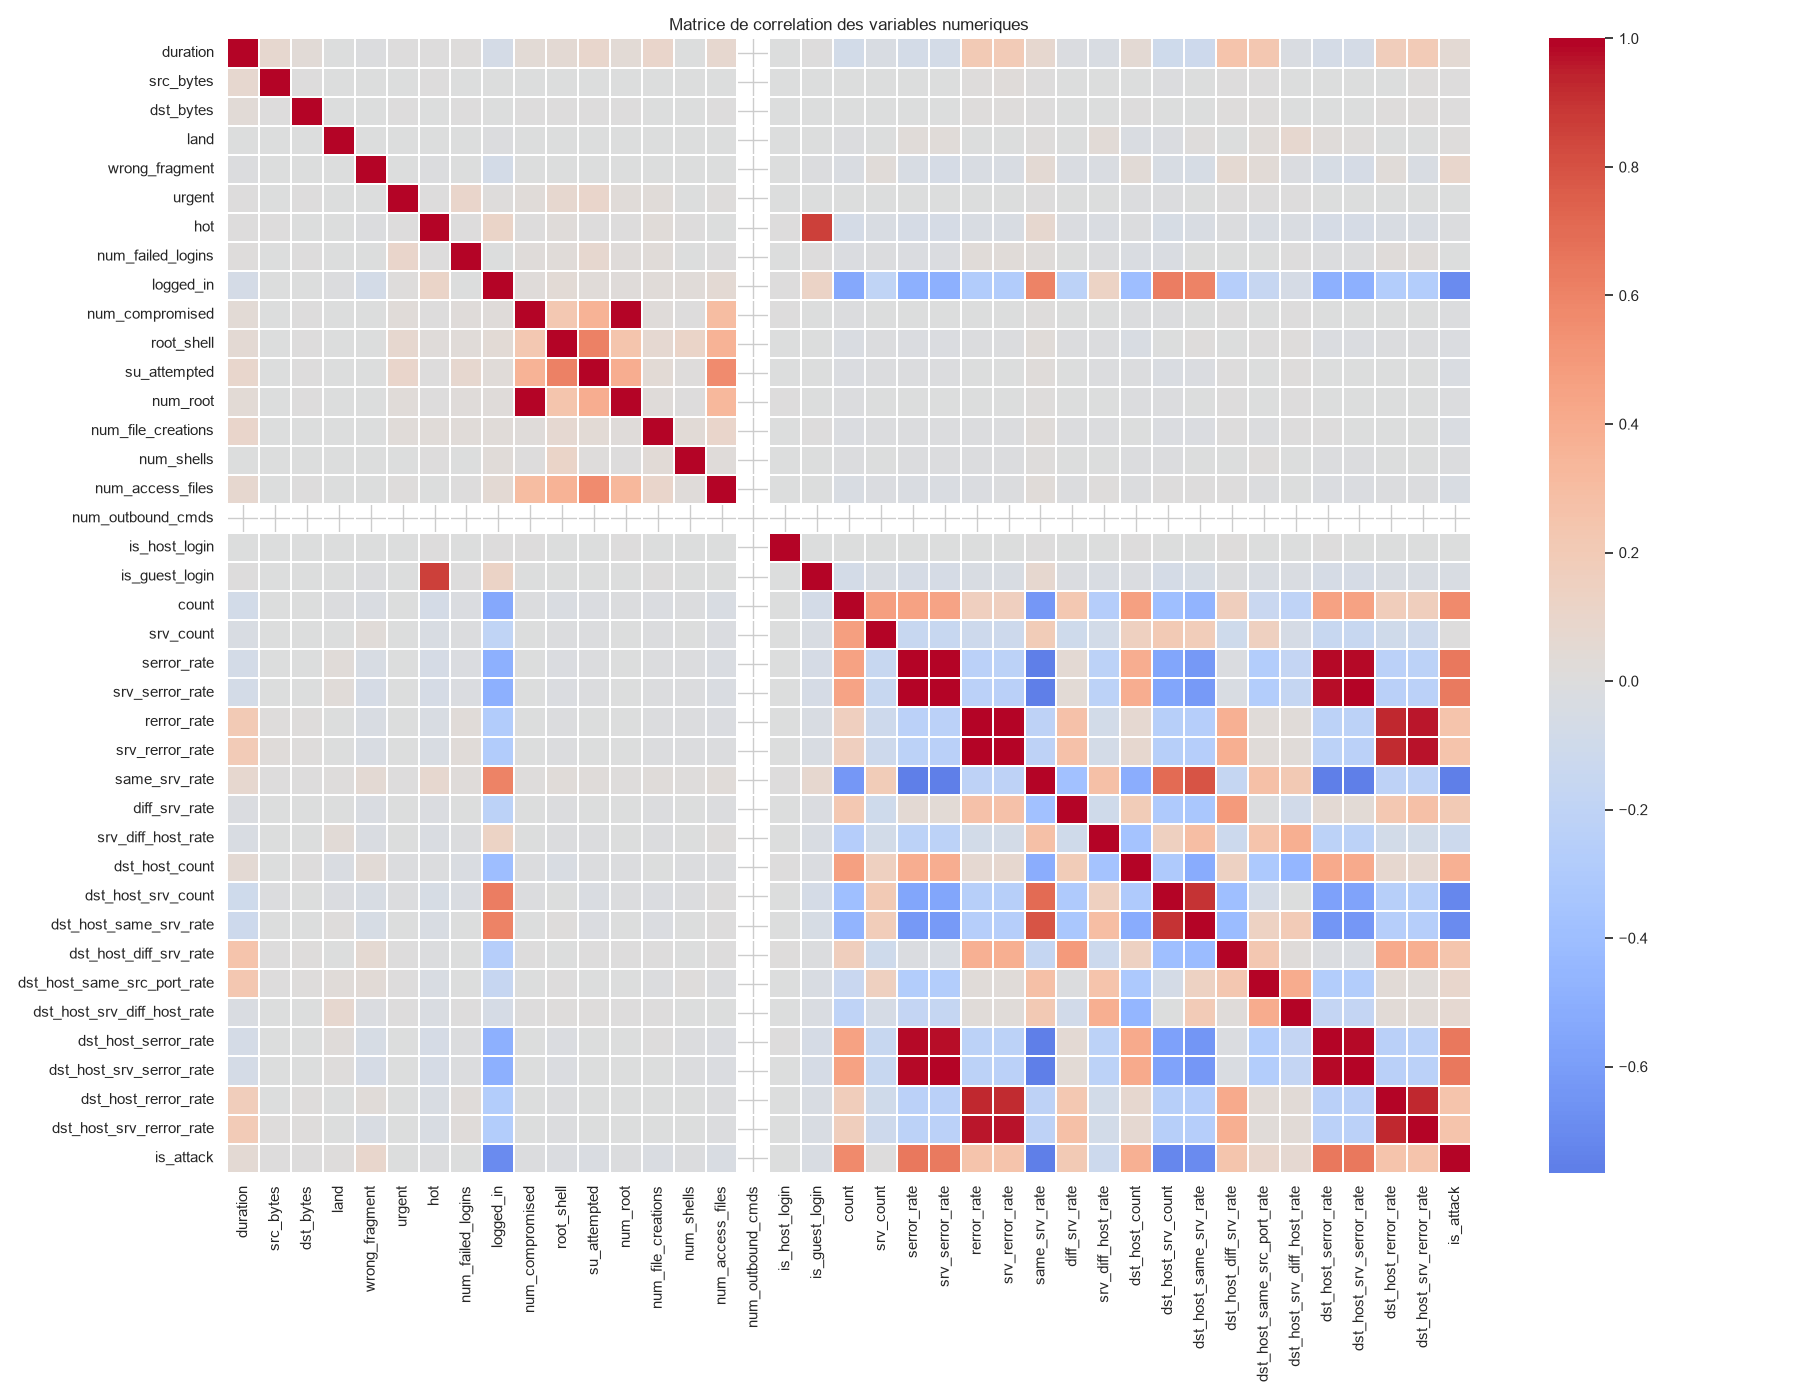 Matrice de correlation des variables numeriques
duration
src_bytes
dst_bytes
land
wrong_fragment
urgent
hot
num_failed_logins
logged_in
num_compromised
root_shell
su_attempted
num_root
num_file_creations
num_shells
num_access_files
num_outbound_cmds
is_host_login
is_guest_login
count
srv_count
serror_rate
srv_serror_rate
rerror_rate
srv_rerror_rate
same_srv_rate
diff_srv_rate
srv_diff_host_rate
dst_host_count
dst_host_srv_count
dst_host_same_srv_rate
dst_host_diff_srv_rate
dst_host_same_src_port_rate
dst_host_srv_diff_host_rate
dst_host_serror_rate
dst_host_srv_serror_rate
dst_host_rerror_rate
dst_host_srv_rerror_rate
is_attack
duration
src_bytes
dst_bytes
land
wrong_fragment
urgent
hot
num_failed_logins
logged_in
num_compromised
root_shell
su_attempted
num_root
num_file_creations
num_shells
num_access_files
num_outbound_cmds
is_host_login
is_guest_login
count
srv_count
serror_rate
srv_serror_rate
rerror_rate
srv_rerror_rate
same_srv_rate
diff_srv_rate
srv_diff_host_rate
dst_host_count
dst_host_srv_count
dst_host_same_srv_rate
dst_host_diff_srv_rate
dst_host_same_src_port_rate
dst_host_srv_diff_host_rate
dst_host_serror_rate
dst_host_srv_serror_rate
dst_host_rerror_rate
dst_host_srv_rerror_rate
is_attack
1.0
0.8
0.6
0.4
0.2
0.0
−0.2
−0.4
−0.6